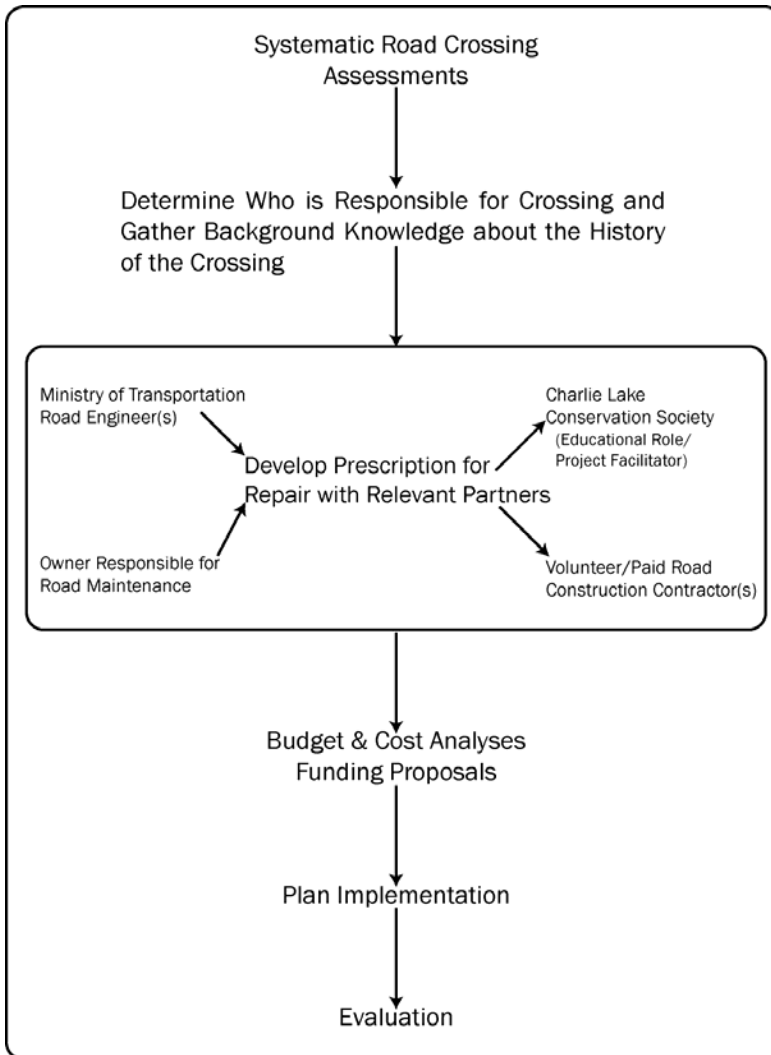 Systematic Road Crossing
Assessments
Determine Who is Responsible for Crossing and
Gather Background Knowledge about the History
of the Crossing
Ministry of Transportation
Road Engineer(s)
Charlie Lake
Conservation Society
(Educational Role/
Project Facilitator)
Develop Prescription for
Repair with Relevant Partners
Owner Responsible for
Road Maintenance
Volunteer/Paid Road
Construction Contractor(s)
Budget & Cost Analyses
Funding Proposals
Plan Implementation
Evaluation